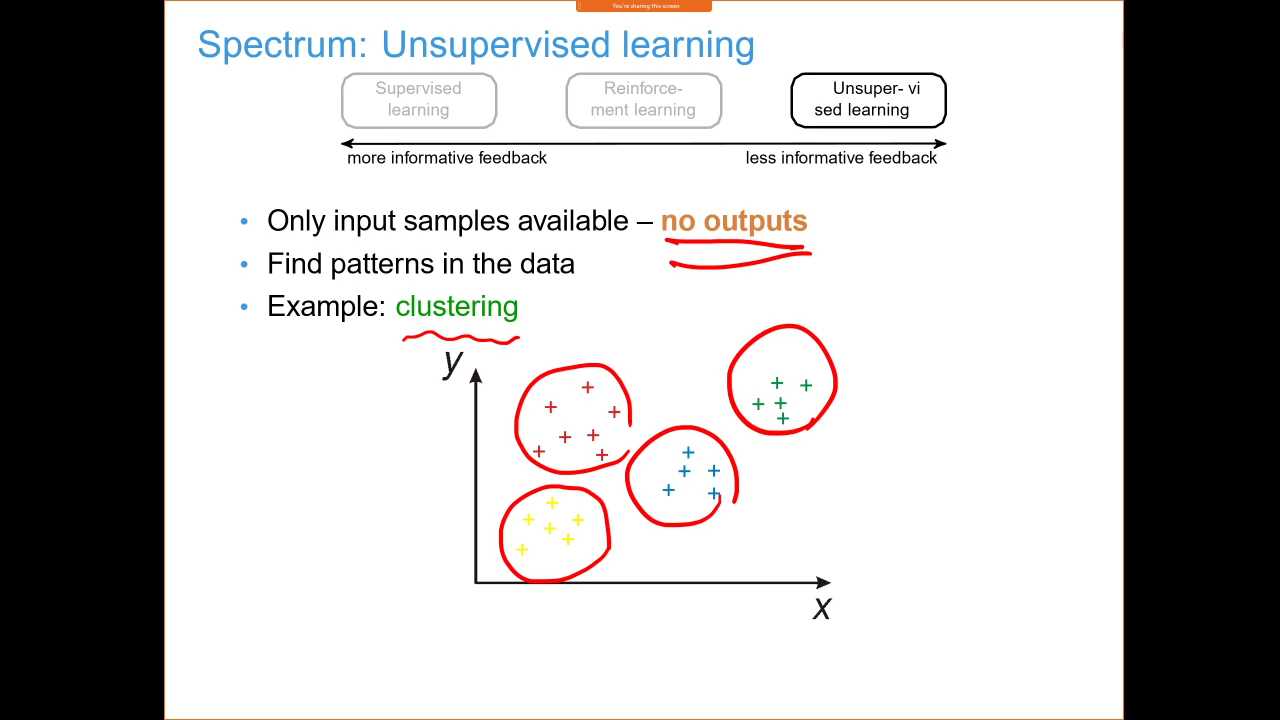 You're sharing this screen
Spectrum: Unsupervised learning
Supervised
learning
Reinforce-
ment learning
Unsuper- vi
sed learning
more informative feedback
less informative feedback
• Only input samples available – no outputs
• Find patterns in the data
• Example: clustering
y
x